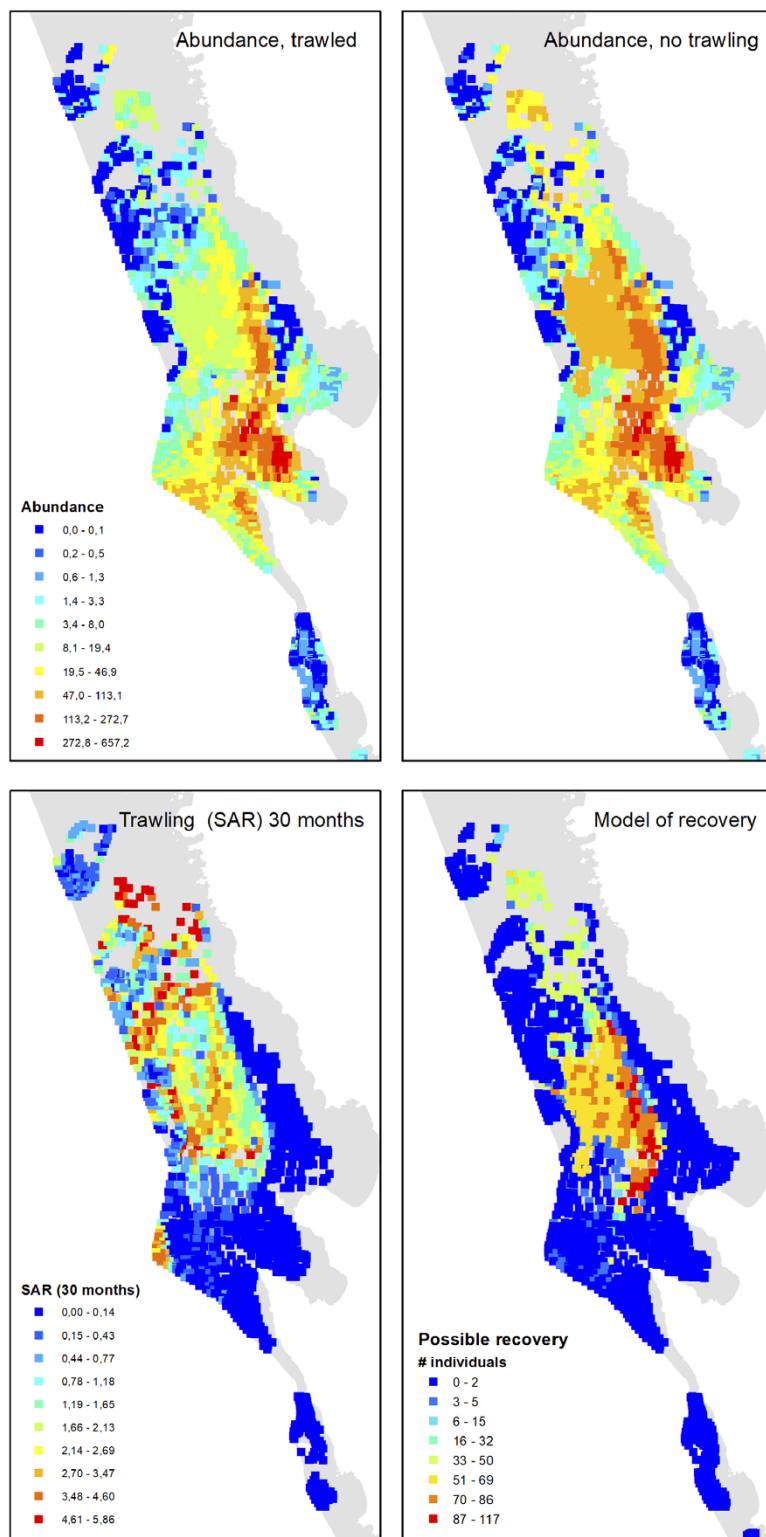 Abundance, trawled
Abundance, no trawling
Abundance
0,0 - 0,1
0,2 - 0,5
0,6 - 1,3
1,4 - 3,3
3,4 - 8,0
8,1 - 19,4
19,5 - 46,9
47,0 - 113,1
113,2 - 272,7
272,8 - 657,2
Trawling (SAR) 30 months
Model of recovery
SAR (30 months)
0,00 - 0,14
0,15 - 0,43
0,44 - 0,77
0,78 - 1,18
1,19 - 1,65
1,66 - 2,13
2,14 - 2,69
2,70 - 3,47
3,48 - 4,60
4,61 - 5,86
Possible recovery
# individuals
0 - 2
3 - 5
6 - 15
16 - 32
33 - 50
51 - 69
70 - 86
87 - 117